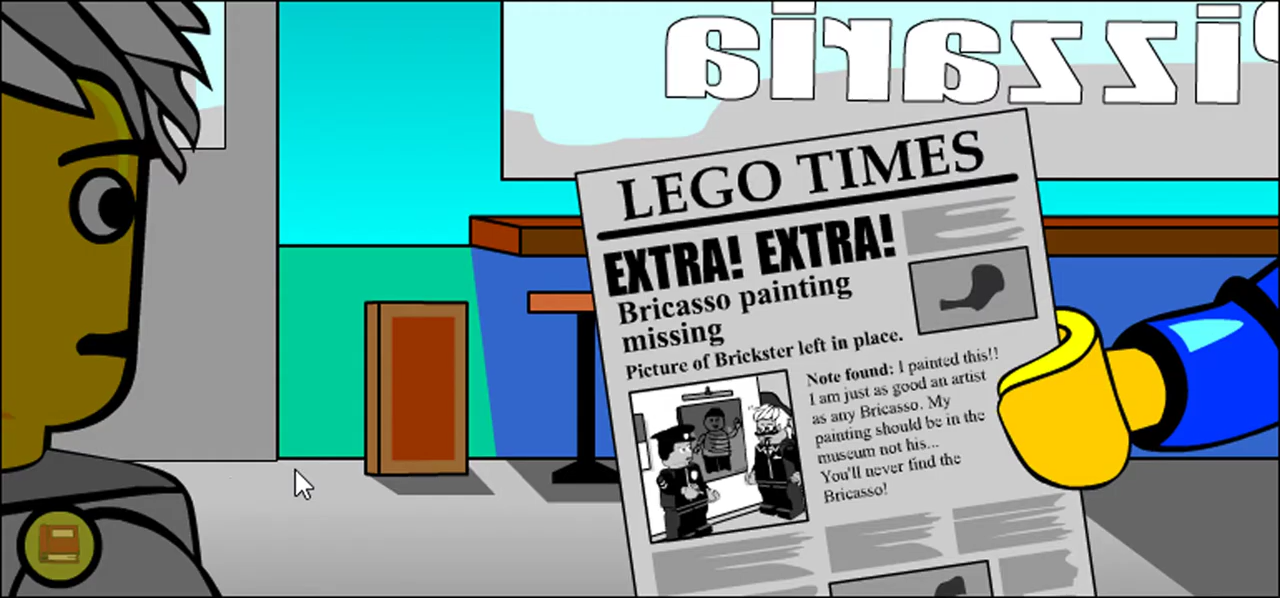 Pizzaria
LEGO TIMES
EXTRA! EXTRA!
Bricasso painting
missing
Picture of Brickster left in place.
Note found: I painted this!!
I am just as good an artist
as any Bricasso. My
painting should be in the
museum not his...
You'll never find the
Bricasso!